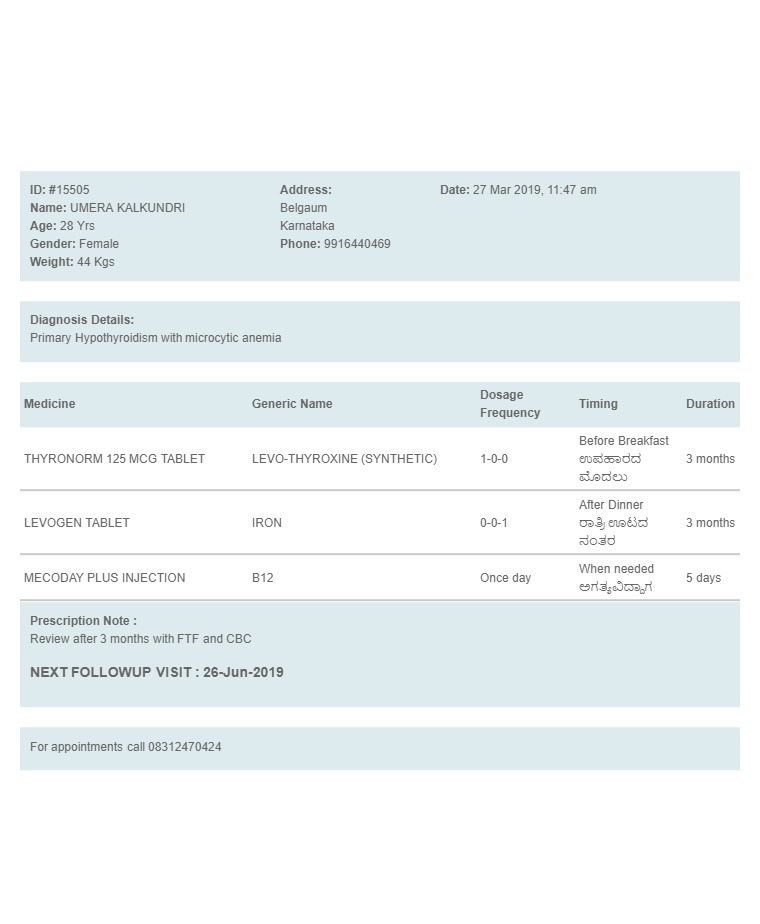 ID: #15505
Name: UMERA KALKUNDRI
Age: 28 Yrs
Gender: Female
Weight: 44 Kgs
Address:
Belgaum
Karnataka
Phone: 9916440469
Date: 27 Mar 2019, 11:47 am
Diagnosis Details:
Primary Hypothyroidism with microcytic anemia
Medicine Generic Name Dosage Frequency Timing Duration
THYRONORM 125 MCG TABLET LEVO-THYROXINE (SYNTHETIC) 1-0-0 Before Breakfast 3 months
ಉಪಹಾರದ
ಮೊದಲು
LEVOGEN TABLET IRON 0-0-1 After Dinner 3 months
ರಾತ್ರಿ ಊಟದ
ನಂತರ
MECODAY PLUS INJECTION B12 Once day When needed 5 days
ಅಗತ್ಯವಿದ್ದಾಗ
Prescription Note :
Review after 3 months with FTF and CBC
NEXT FOLLOWUP VISIT : 26-Jun-2019
For appointments call 08312470424